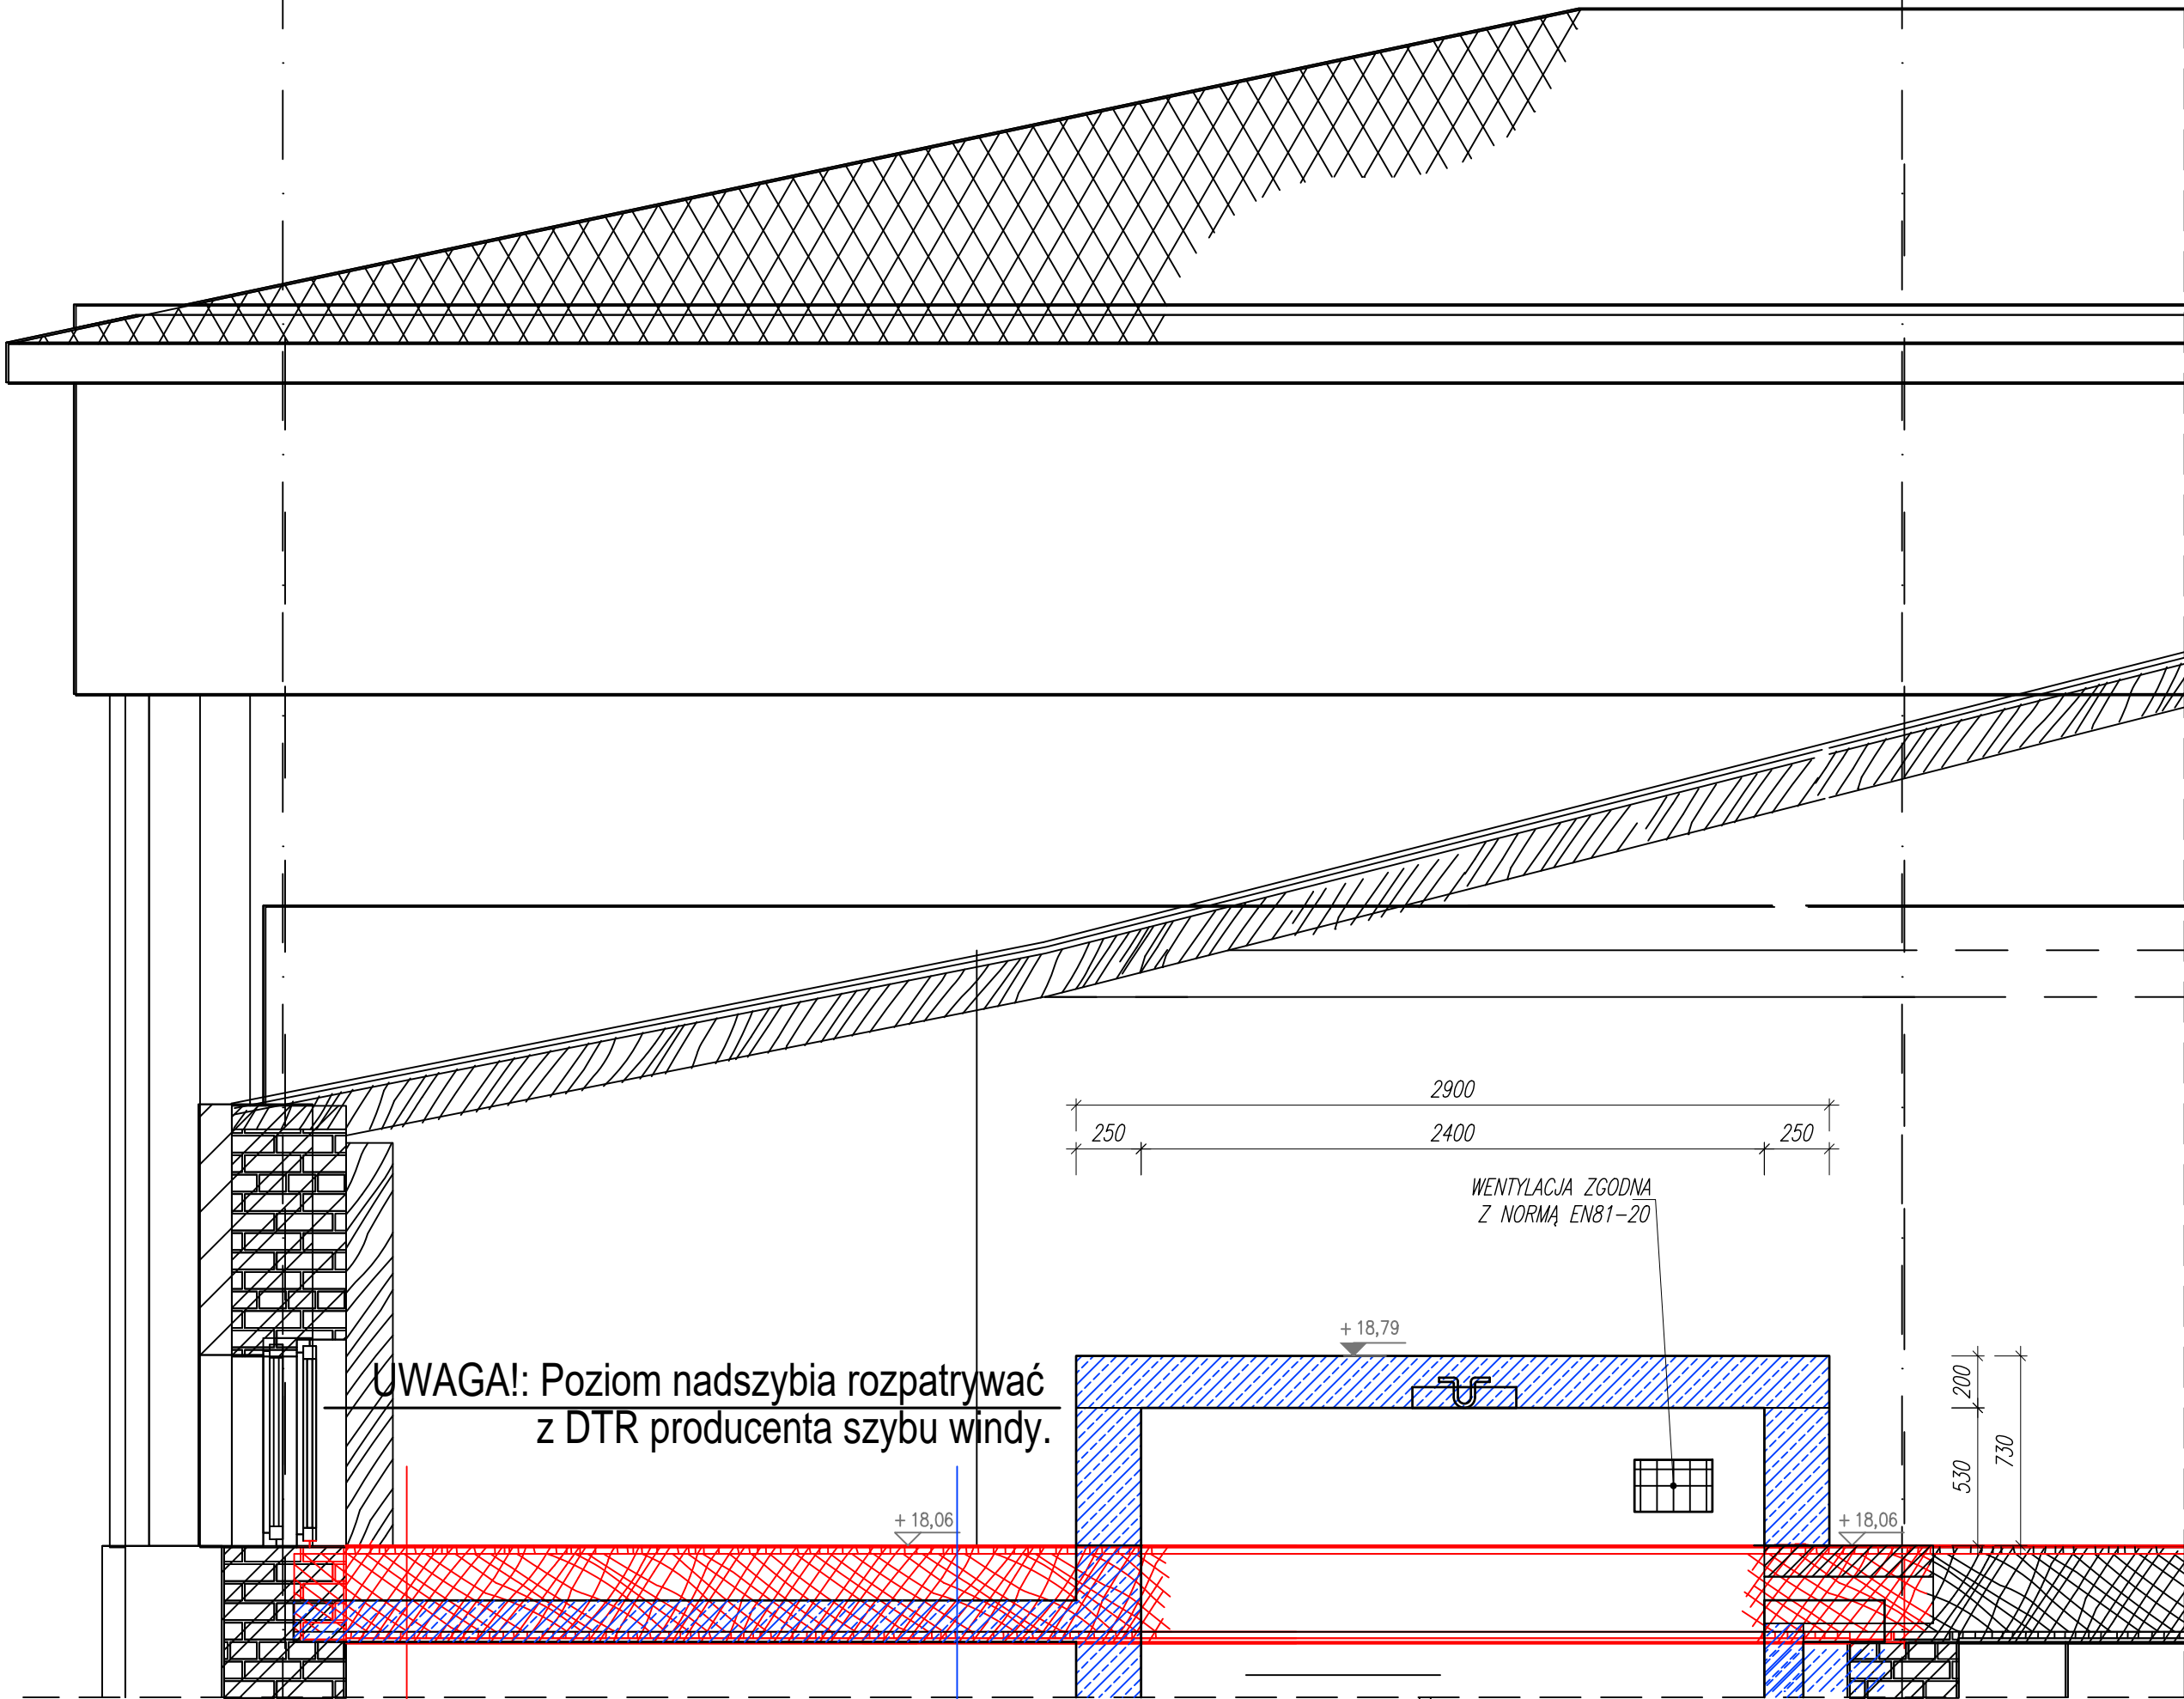 2900
250 2400 250
WENTYLACJA ZGODNA
Z NORMĄ EN81-20
+ 18,79
UWAGA!: Poziom nadszybia rozpatrywać
z DTR producenta szybu windy.
200
530
730
+ 18,06
+ 18,06